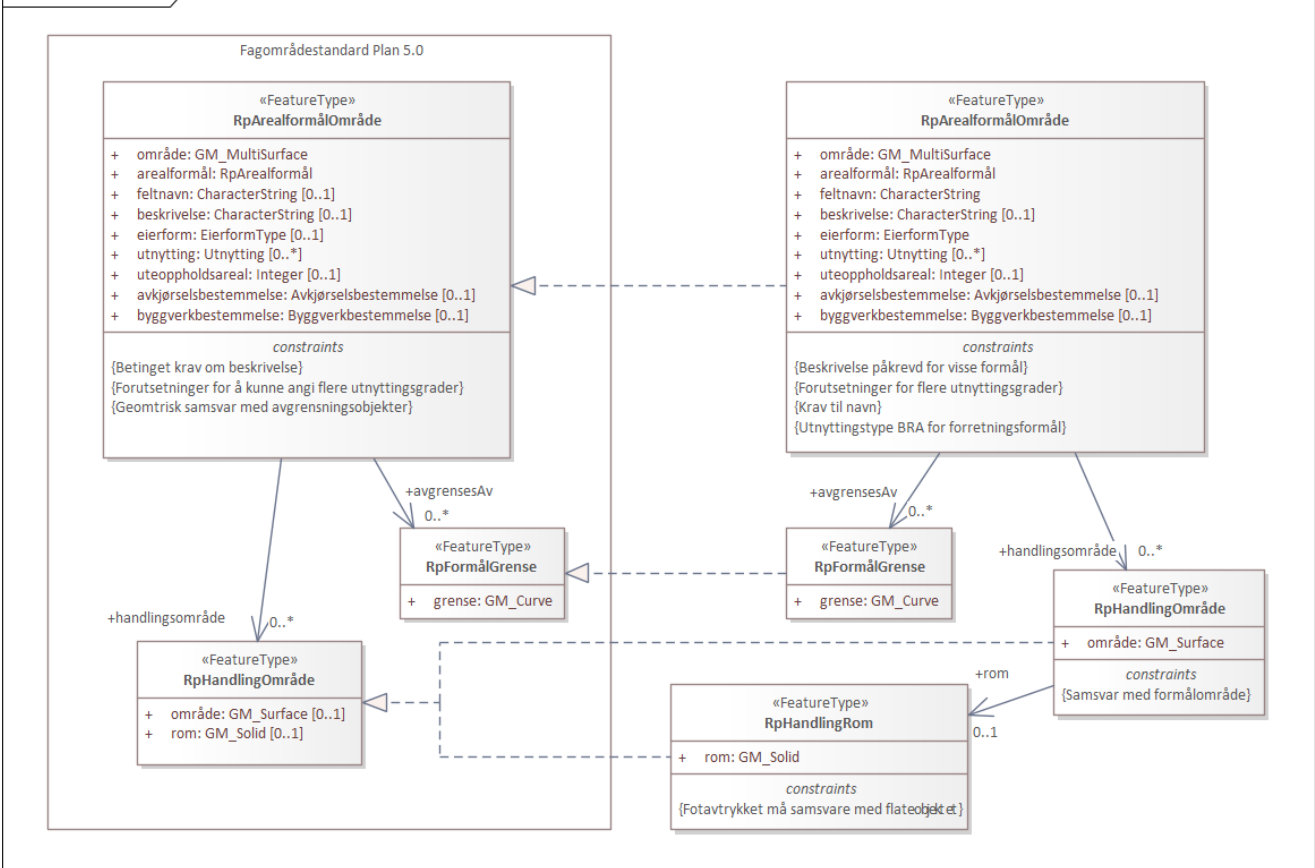 Fagområdestandard Plan 5.0
«FeatureType»
RpArealformålOmråde
+ område: GM_MultiSurface
+ arealformål: RpArealformål
+ feltnavn: CharacterString [0..1]
+ beskrivelse: CharacterString [0..1]
+ eierform: EierformType [0..1]
+ utnytting: Utnytting [0..*]
+ uteoppholdsareal: Integer [0..1]
+ avkjørselsbestemmelse: Avkjørselsbestemmelse [0..1]
+ byggverkbestemmelse: Byggverkbestemmelse [0..1]
constraints
{Betinget krav om beskrivelse}
{Forutsetninger for å kunne angi flere utnyttingsgrader}
{Geomtrisk samsvar med avgrensningsobjekter}
«FeatureType»
RpArealformålOmråde
+ område: GM_MultiSurface
+ arealformål: RpArealformål
+ feltnavn: CharacterString
+ beskrivelse: CharacterString [0..1]
+ eierform: EierformType
+ utnytting: Utnytting [0..*]
+ uteoppholdsareal: Integer [0..1]
+ avkjørselsbestemmelse: Avkjørselsbestemmelse [0..1]
+ byggverkbestemmelse: Byggverkbestemmelse [0..1]
constraints
{Beskrivelse påkrevd for visse formål}
{Forutsetninger for flere utnyttingsgrader}
{Krav til navn}
{Utnyttingstype BRA for forretningsformål}
+avgrensesAv
0..*
«FeatureType»
RpFormålGrense
+ grense: GM_Curve
+avgrensesAv
0..*
«FeatureType»
RpFormålGrense
+ grense: GM_Curve
+handlingsområde
0..*
«FeatureType»
RpHandlingOmråde
+ område: GM_Surface
constraints
{Samsvar med formålområde}
+handlingsområde
0..*
«FeatureType»
RpHandlingOmråde
+ område: GM_Surface [0..1]
+ rom: GM_Solid [0..1]
+rom
0..1
«FeatureType»
RpHandlingRom
+ rom: GM_Solid
constraints
{Fotavtrykket må samsvare med flateobjektet}